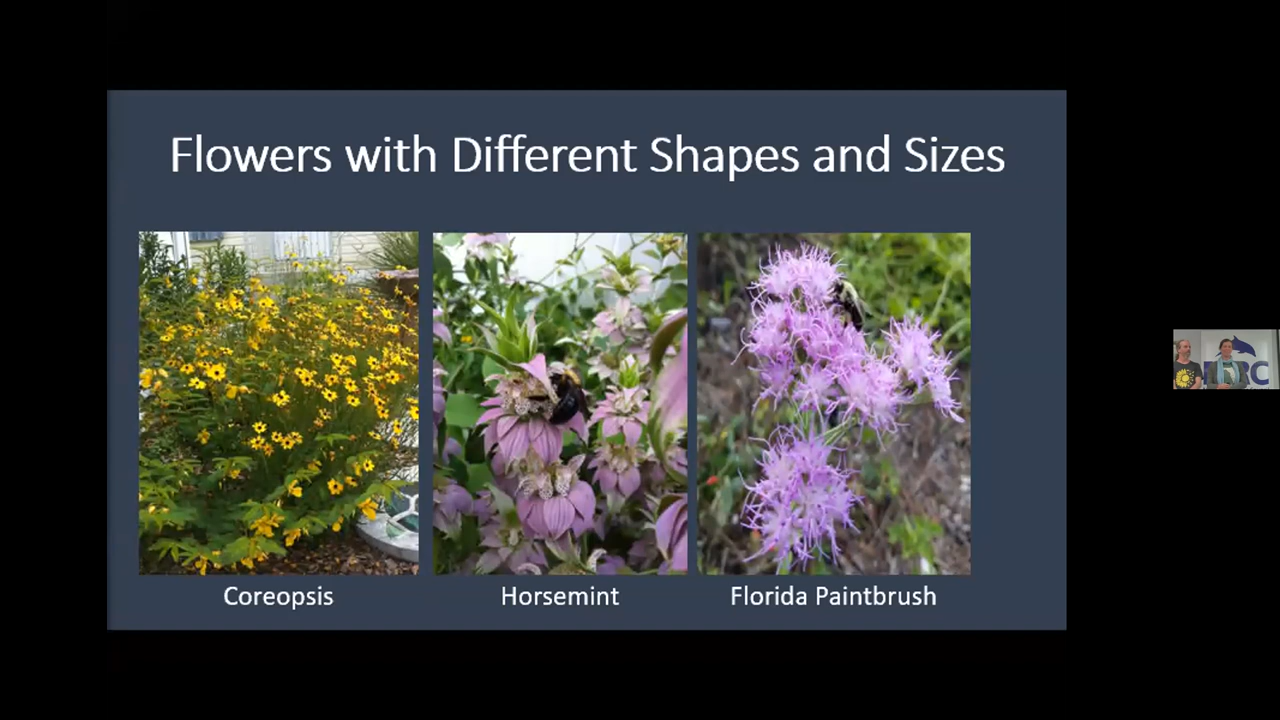 Flowers with Different Shapes and Sizes
Coreopsis
Horsemint
Florida Paintbrush